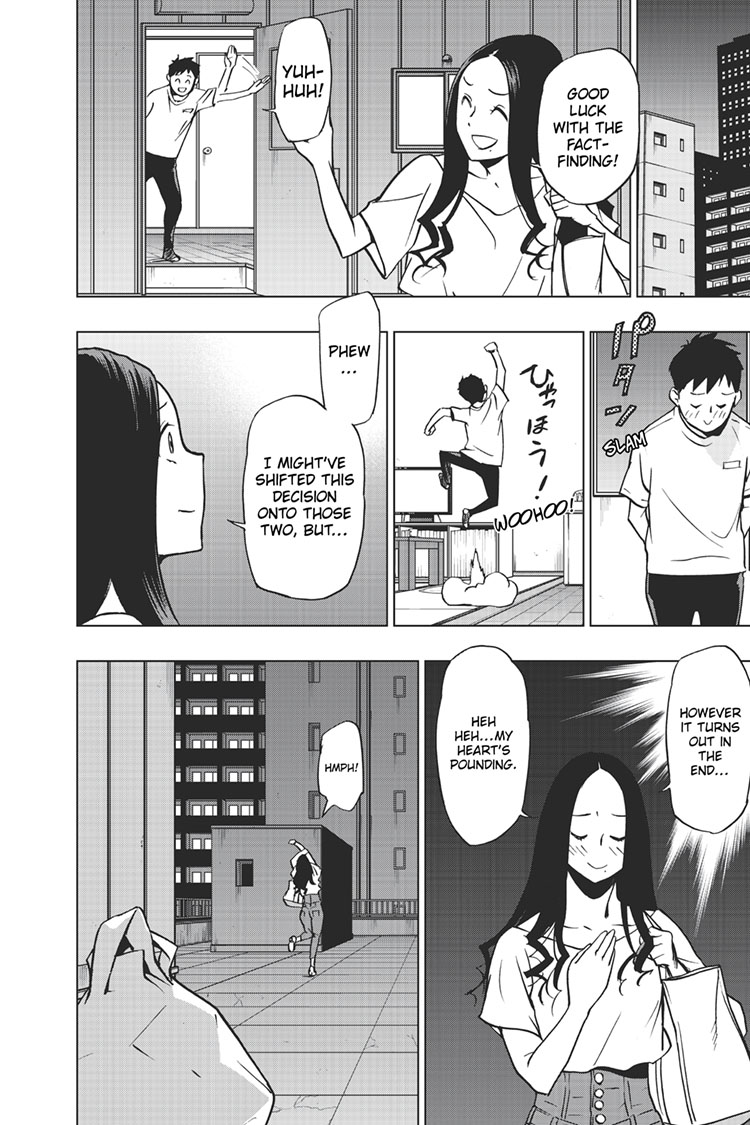 GOOD
LUCK
WITH THE
FACT-
FINDING!
YUH-
HUH!
パタン
SLAM
ひゃっほう!
WOOHOO!
PHEW
...
I MIGHT'VE
SHIFTED THIS
DECISION
ONTO THOSE
TWO, BUT...
HOWEVER
IT TURNS
OUT IN
THE
END...
HEH
HEH...MY
HEART'S
POUNDING.
HMPH!